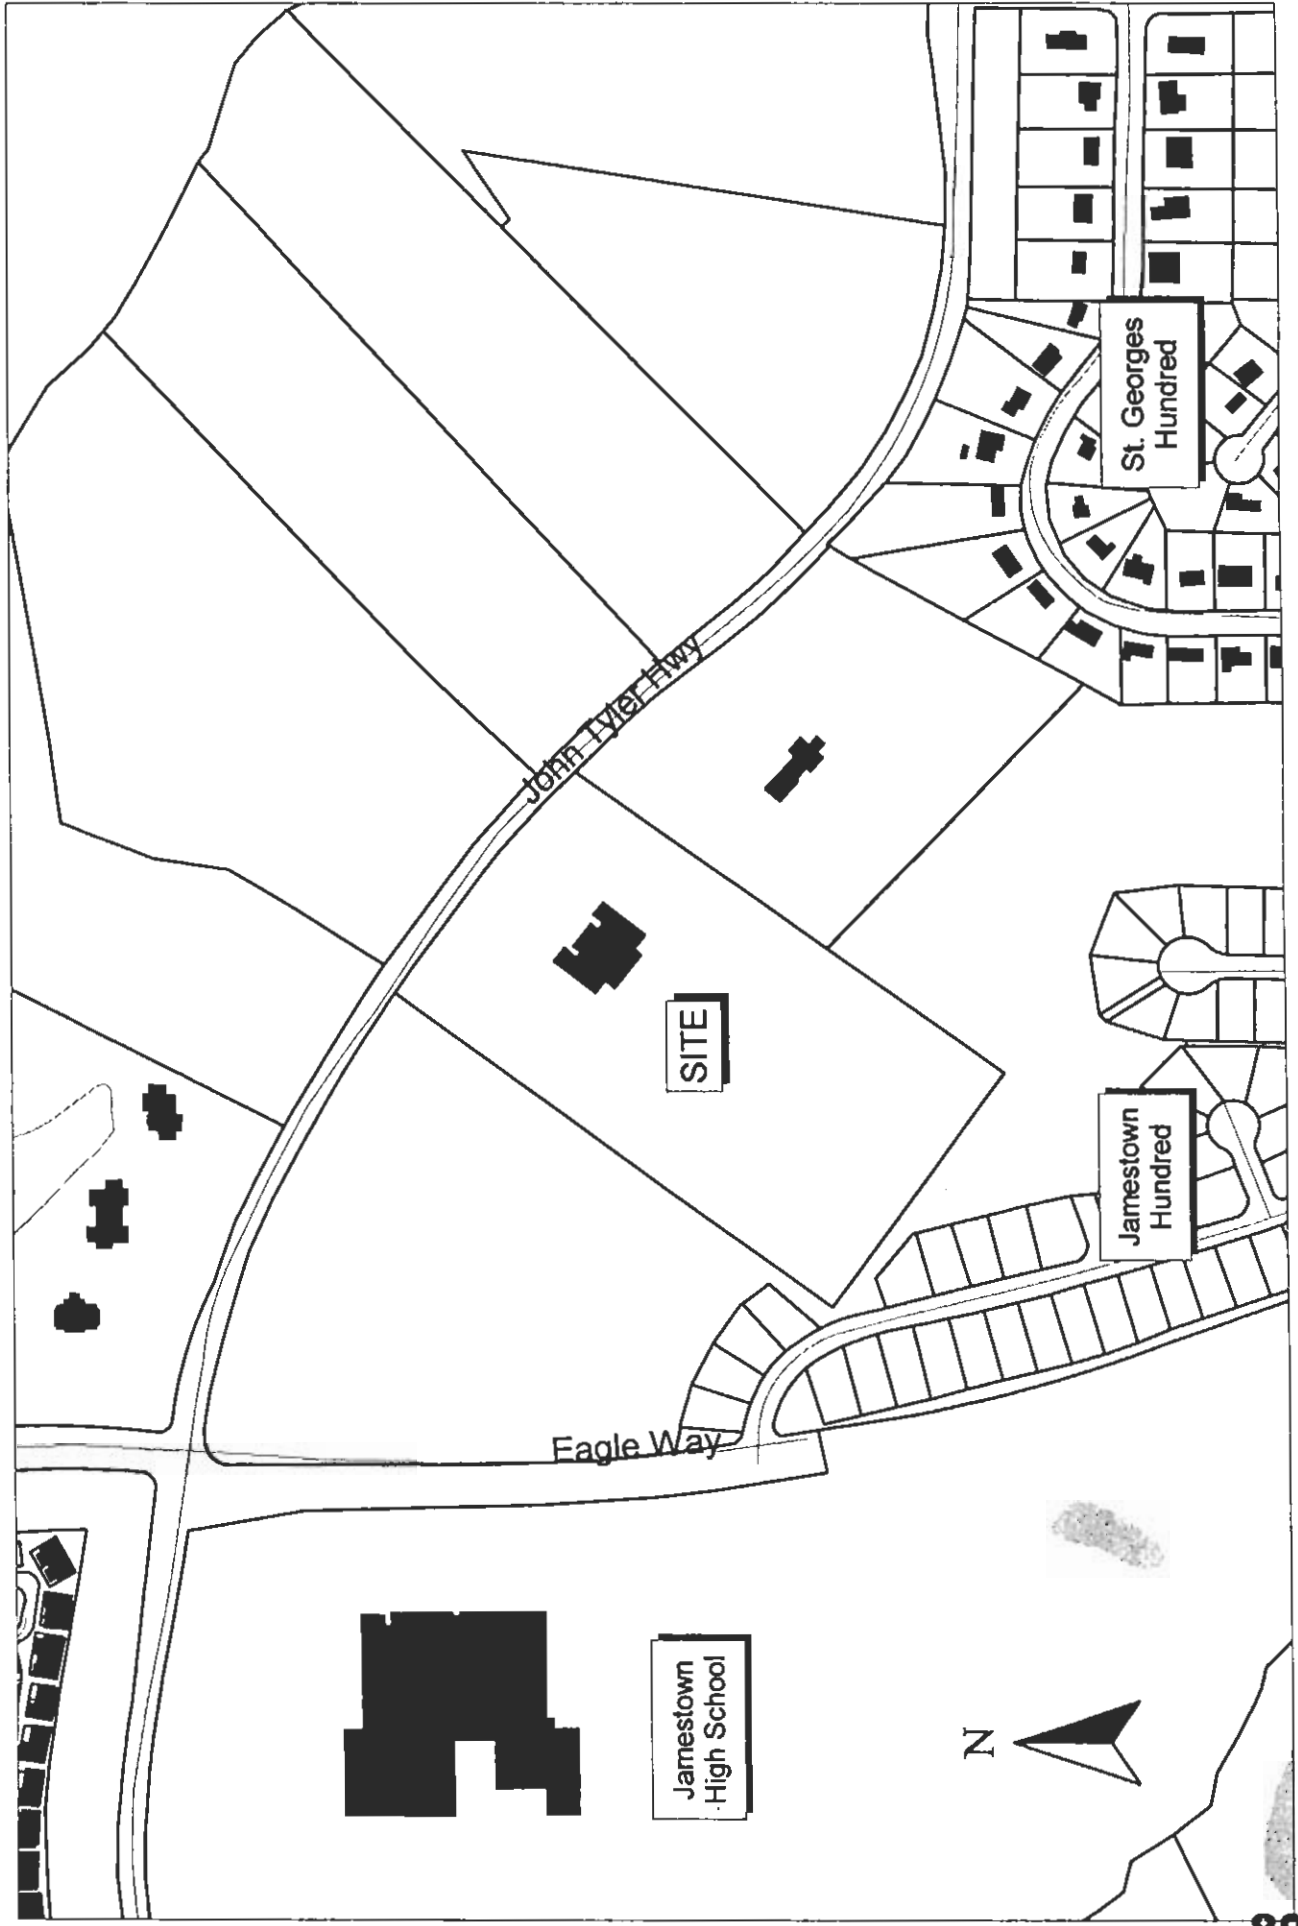 John Tyler Hwy
St. Georges
Hundred
SITE
Jamestown
Hundred
Eagle Way
Jamestown
High School
N